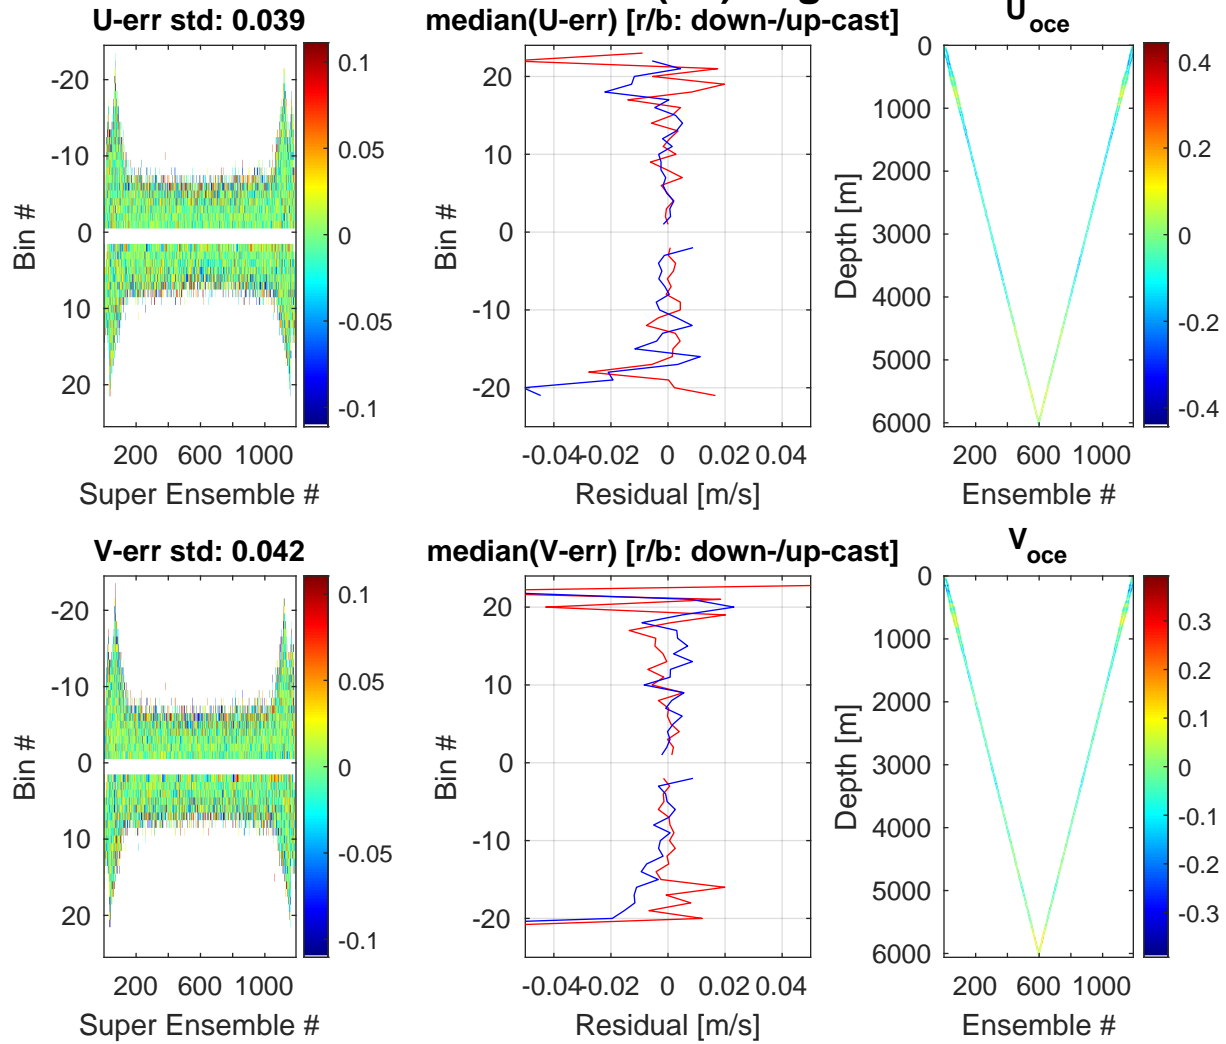 U-err std: 0.039
median(U-err) [r/b: down-/up-cast]
U_oce
-20
-10
0
10
20
Bin #
200 600 1000
Super Ensemble #
0.1
0.05
0
-0.05
-0.1
20
10
0
-10
-20
Bin #
-0.04 -0.02 0 0.02 0.04
Residual [m/s]
0
1000
2000
3000
4000
5000
6000
Depth [m]
200 600 1000
Ensemble #
0.4
0.2
0
-0.2
-0.4
V-err std: 0.042
median(V-err) [r/b: down-/up-cast]
V_oce
-20
-10
0
10
20
Bin #
200 600 1000
Super Ensemble #
0.1
0.05
0
-0.05
-0.1
20
10
0
-10
-20
Bin #
-0.04 -0.02 0 0.02 0.04
Residual [m/s]
0
1000
2000
3000
4000
5000
6000
Depth [m]
200 600 1000
Ensemble #
0.3
0.2
0.1
0
-0.1
-0.2
-0.3